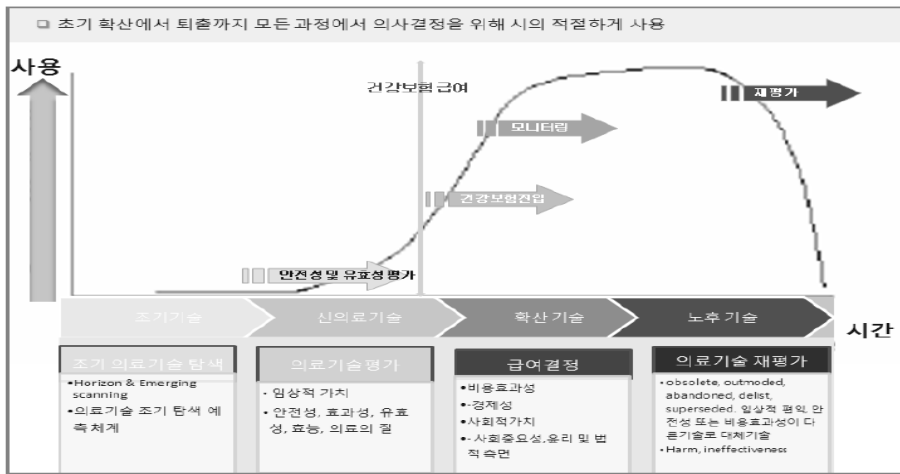 초기 확산에서 퇴출까지 모든 과정에서 의사결정을 위해 시의 적절하게 사용
사용
건강보험 급여
재평가
모니터링
건강보험진입
안전성 및 유효성 평가
조기기술
신의료기술
확산 기술
노후 기술
시간
조기 의료기술 탐색
•Horizon & Emerging
scanning
•의료기술 조기 탐색 예
측 체계
의료기술평가
· 임상적 가치
· 안전성, 효과성, 유효
성, 효능, 의료의 질
급여결정
•비용효과성
•-경제성
•사회적가치
•- 사회중요성,윤리 및 법
적 측면
의료기술 재평가
• obsolete, outmoded,
abandoned, delist,
superseded. 임상적 편익, 안
전성 또는 비용효과성이 다
른기술로 대체기술
• Harm, ineffectiveness